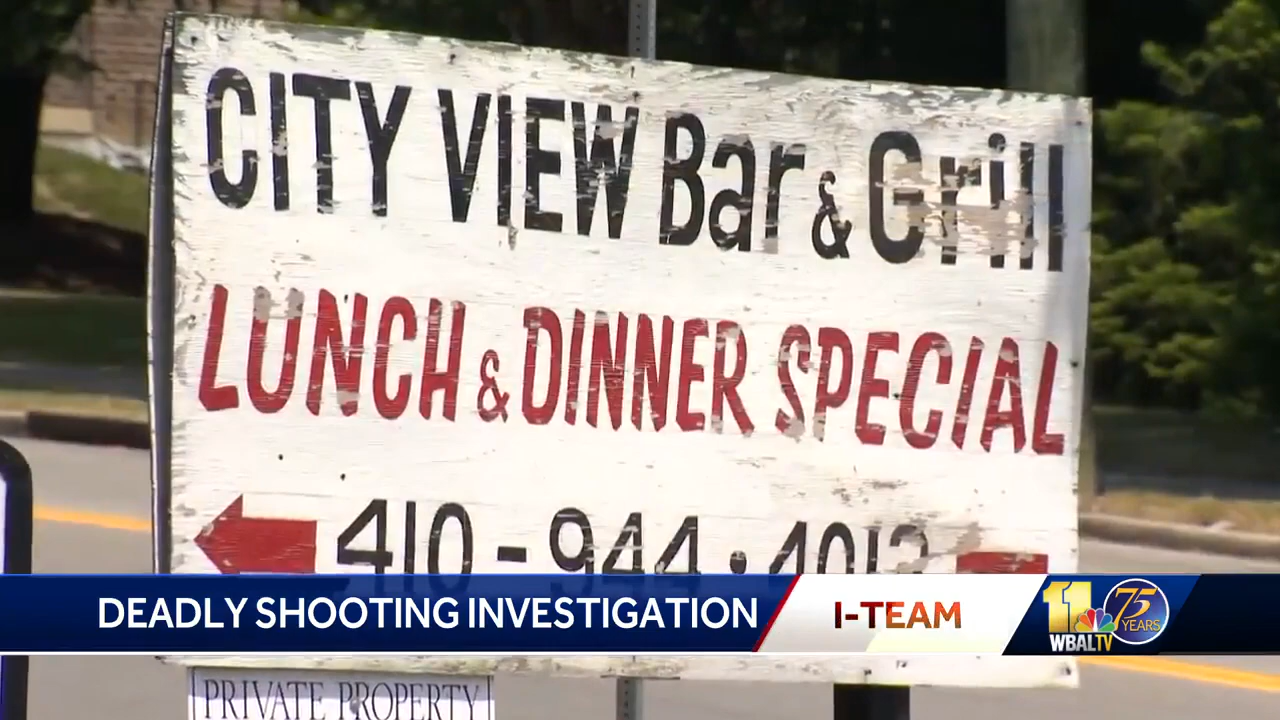 CITY VIEW Bar & Grill
LUNCH & DINNER SPECIAL
410-944·4013
DEADLY SHOOTING INVESTIGATION
I-TEAM
11
WBALTV
75
YEARS
PRIVATE PROPERTY